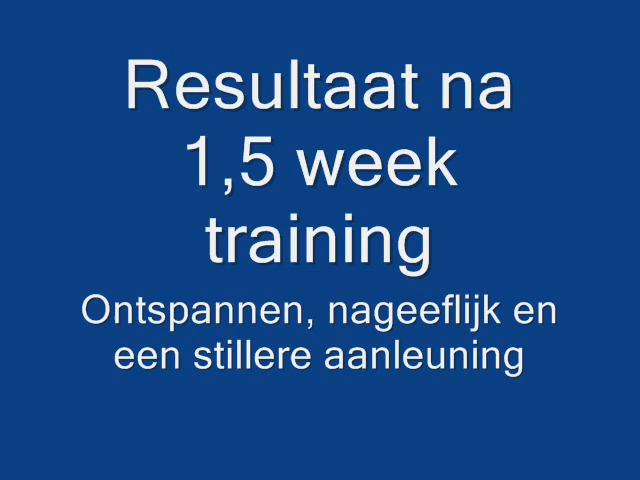 Resultaat na
1,5 week
training
Ontspannen, nageeflijk en
een stillere aanleuning